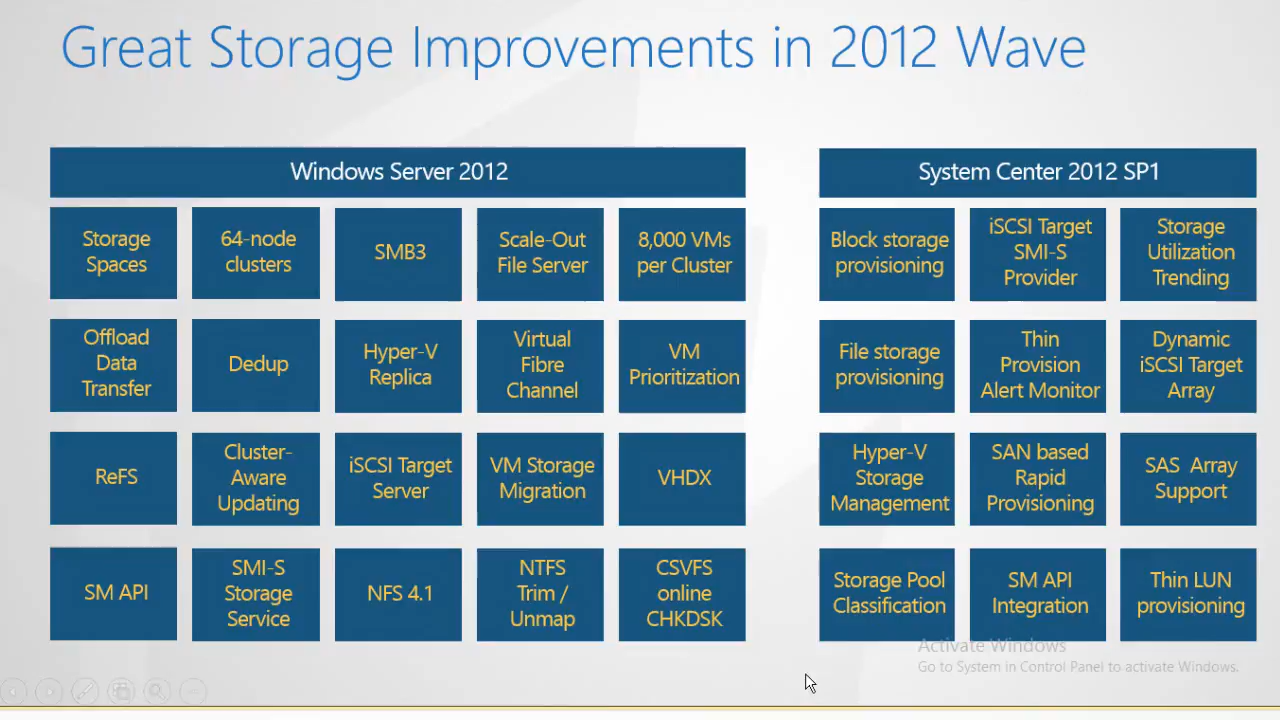 Great Storage Improvements in 2012 Wave
Windows Server 2012
Storage
Spaces
64-node
clusters
SMB3
Scale-Out
File Server
8,000 VMs
per Cluster
Offload
Data
Transfer
Dedup
Hyper-V
Replica
Virtual
Fibre
Channel
VM
Prioritization
ReFS
Cluster-
Aware
Updating
iSCSI Target
Server
VM Storage
Migration
VHDX
SM API
SMI-S
Storage
Service
NFS 4.1
NTFS
Trim /
Unmap
CSVFS
online
CHKDSK
System Center 2012 SP1
Block storage
provisioning
iSCSI Target
SMI-S
Provider
Storage
Utilization
Trending
File storage
provisioning
Thin
Provision
Alert Monitor
Dynamic
iSCSI Target
Array
Hyper-V
Storage
Management
SAN based
Rapid
Provisioning
SAS Array
Support
Storage Pool
Classification
SM API
Integration
Thin LUN
provisioning
Activate Windows
Go to System in Control Panel to activate Windows.